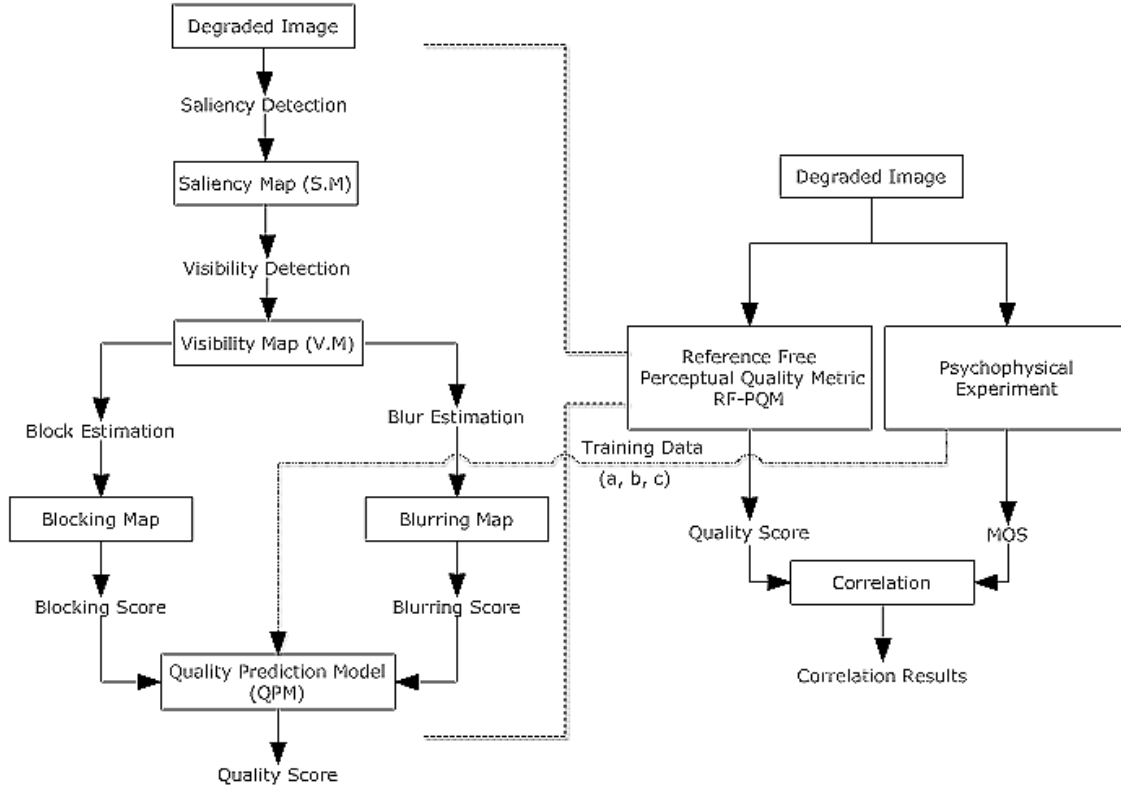 Degraded Image
Saliency Detection
Saliency Map (S.M)
Visibility Detection
Visibility Map (V.M)
Block Estimation
Blur Estimation
Blocking Map
Blurring Map
Blocking Score
Blurring Score
Quality Prediction Model
(QPM)
Quality Score
Degraded Image
Reference Free
Perceptual Quality Metric
RF-PQM
Psychophysical
Experiment
Training Data
(a, b, c)
Quality Score
MOS
Correlation
Correlation Results